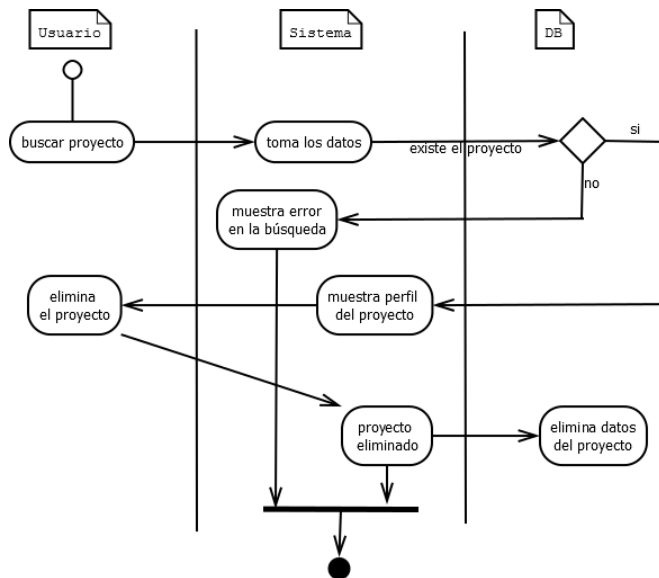 Usuario
Sistema
DB
buscar proyecto
toma los datos
existe el proyecto
si
no
muestra error
en la búsqueda
elimina
el proyecto
muestra perfil
del proyecto
proyecto
eliminado
elimina datos
del proyecto